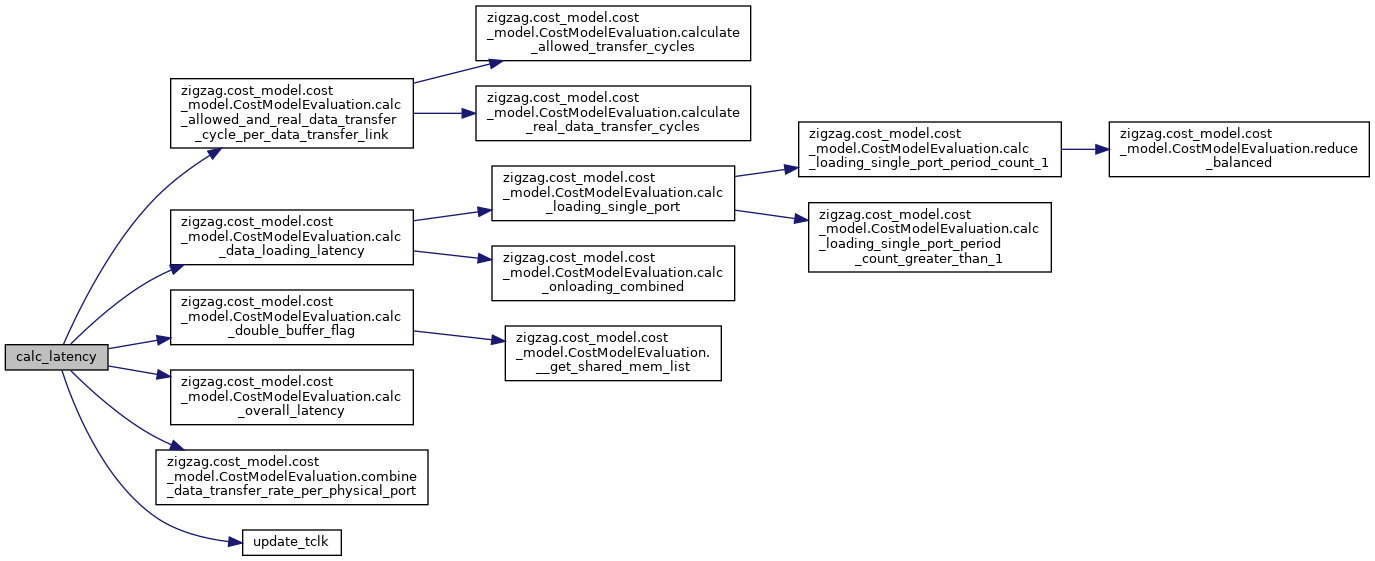 zigzag.cost_model.cost
_model.CostModelEvaluation.calculate
_allowed_transfer_cycles
zigzag.cost_model.cost
_model.CostModelEvaluation.calc
_allowed_and_real_data_transfer
_cycle_per_data_transfer_link
zigzag.cost_model.cost
_model.CostModelEvaluation.calculate
_real_data_transfer_cycles
zigzag.cost_model.cost
_model.CostModelEvaluation.calc
_loading_single_port_period_count_1
zigzag.cost_model.cost
_model.CostModelEvaluation.reduce
_balanced
zigzag.cost_model.cost
_model.CostModelEvaluation.calc
_loading_single_port
zigzag.cost_model.cost
_model.CostModelEvaluation.calc
_data_loading_latency
zigzag.cost_model.cost
_model.CostModelEvaluation.calc
_loading_single_port_period
_count_greater_than_1
zigzag.cost_model.cost
_model.CostModelEvaluation.calc
_onloading_combined
zigzag.cost_model.cost
_model.CostModelEvaluation.calc
_double_buffer_flag
zigzag.cost_model.cost
_model.CostModelEvaluation.
__get_shared_mem_list
calc_latency
zigzag.cost_model.cost
_model.CostModelEvaluation.calc
_overall_latency
zigzag.cost_model.cost
_model.CostModelEvaluation.combine
_data_transfer_rate_per_physical_port
update_tclk